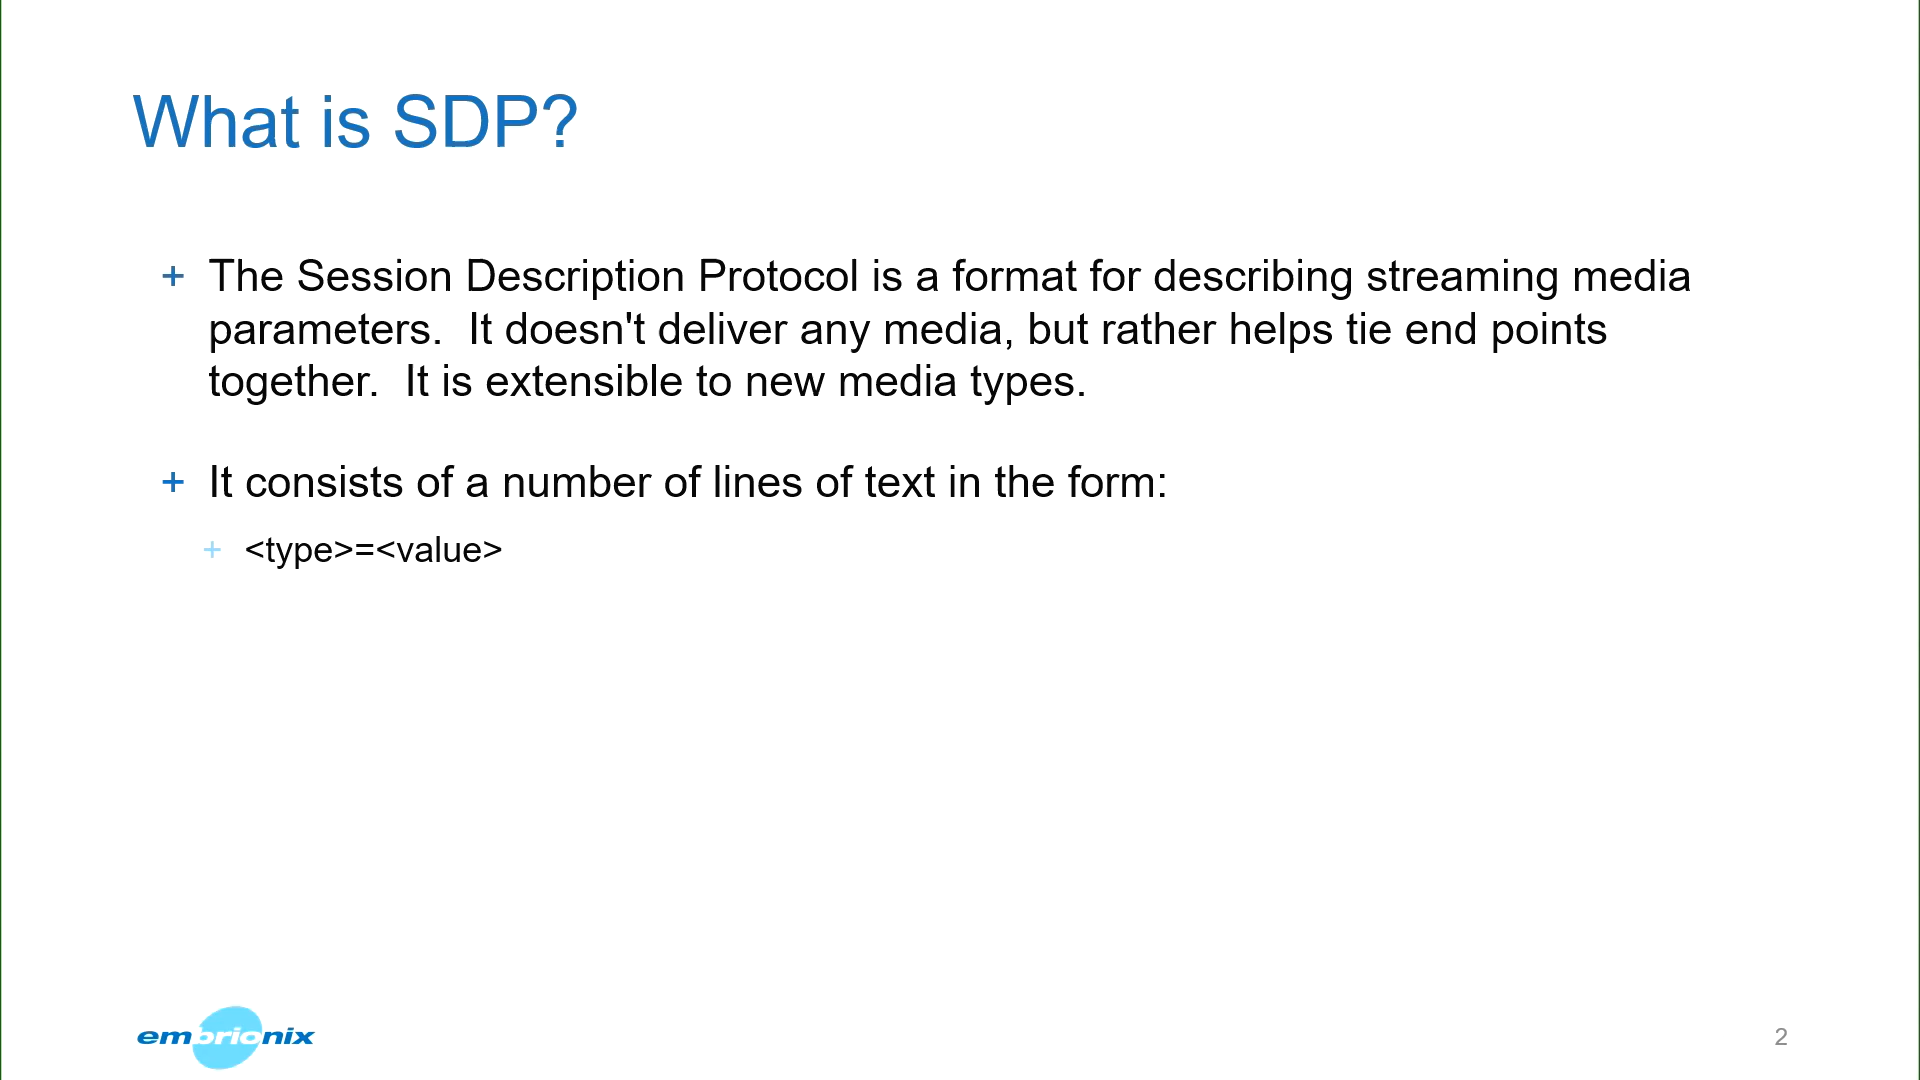 What is SDP?
+ The Session Description Protocol is a format for describing streaming media
parameters.  It doesn't deliver any media, but rather helps tie end points
together.  It is extensible to new media types.
+ It consists of a number of lines of text in the form:
+ <type>=<value>
embrionix
2